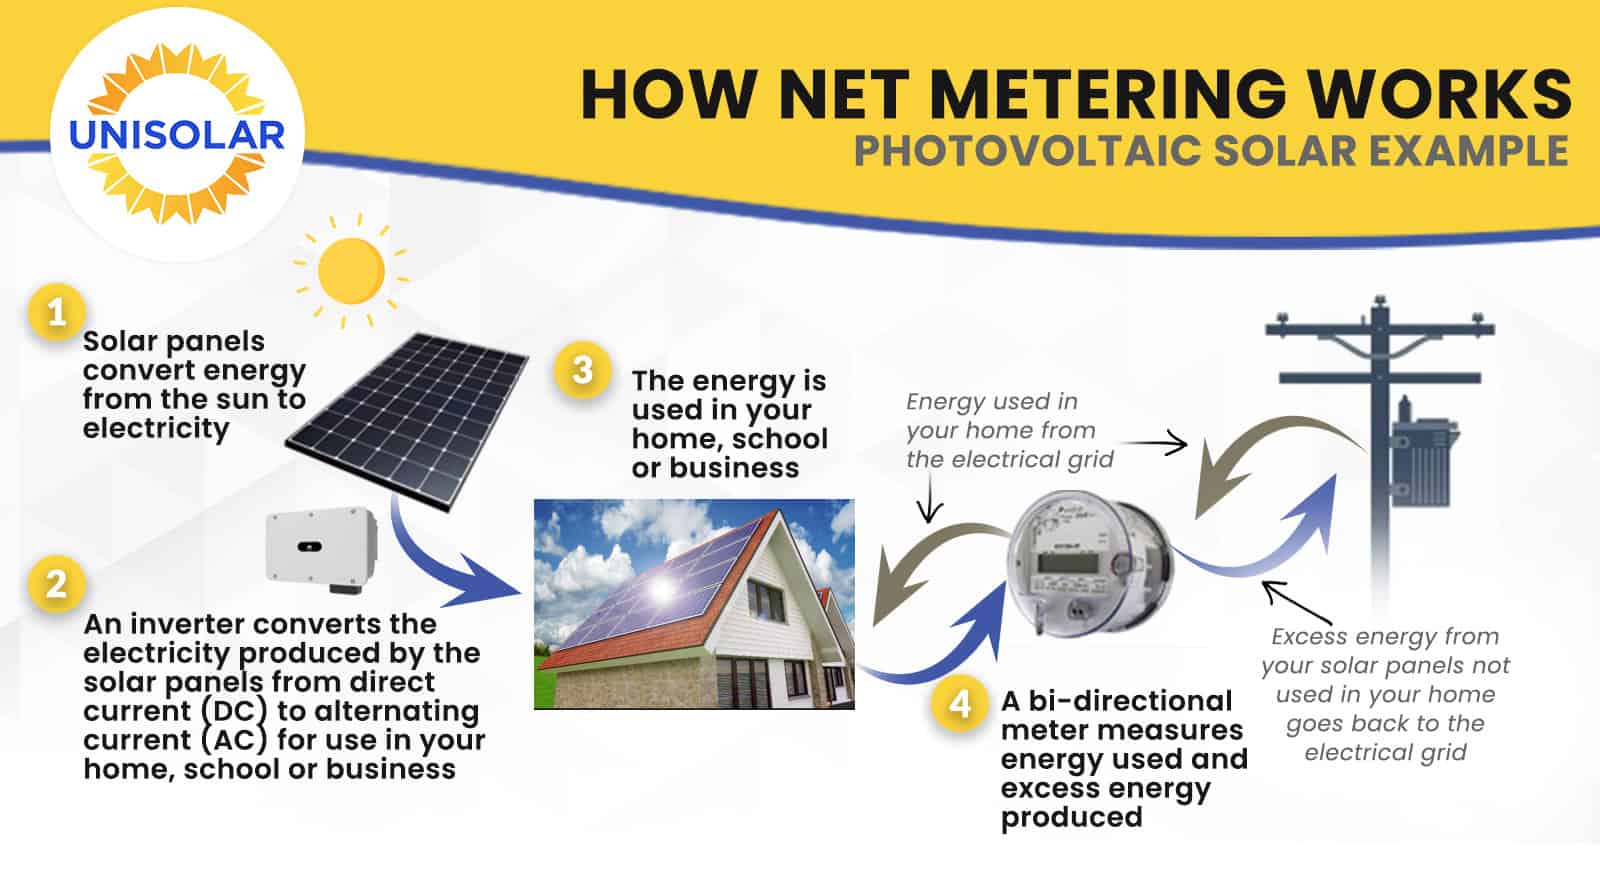 UNISOLAR
HOW NET METERING WORKS
PHOTOVOLTAIC SOLAR EXAMPLE
1
Solar panels
convert energy
from the sun to
electricity
2
An inverter converts the
electricity produced by the
solar panels from direct
current (DC) to alternating
current (AC) for use in your
home, school or business
3
The energy is
used in your
home, school
or business
Energy used in
your home from
the electrical grid
4
A bi-directional
meter measures
energy used and
excess energy
produced
Excess energy from
your solar panels not
used in your home
goes back to the
electrical grid